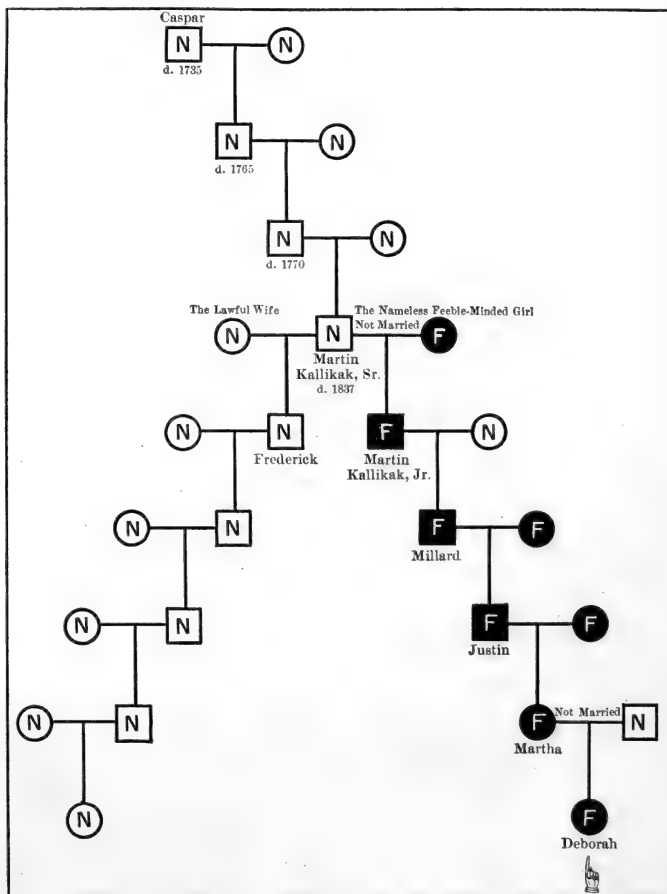 Caspar
N N
d. 1735
N N
d. 1765
N N
d. 1770
The Lawful Wife The Nameless Feeble-Minded Girl
Not Married
N N F
Martin
Kallikak, Sr.
d. 1837
N N F N
Frederick Martin
Kallikak, Jr.
N N F F
Millard
N N F F
Justin
N N F Not Married N
Martha
N F
Deborah